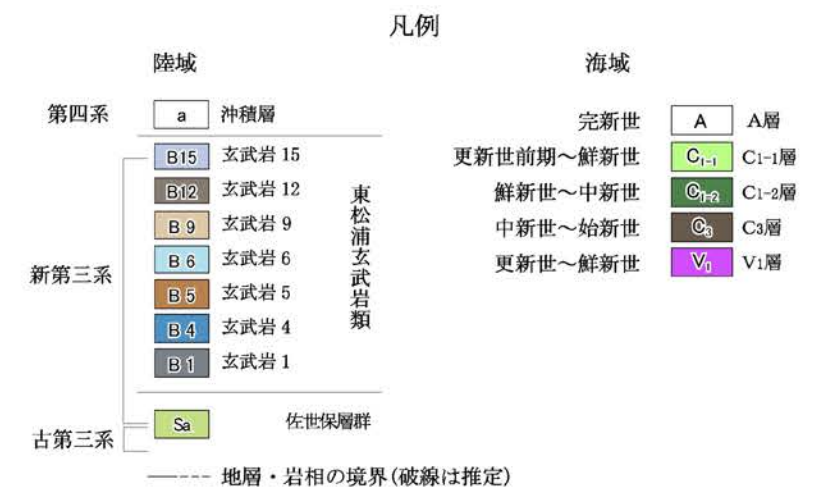 凡例
陸域
第四系
a 沖積層
新第三系
B15 玄武岩 15
B12 玄武岩 12
B 9 玄武岩 9
B 6 玄武岩 6
B 5 玄武岩 5
B 4 玄武岩 4
B 1 玄武岩 1
東松浦玄武岩類
Sa 佐世保層群
古第三系
地層・岩相の境界(破線は推定)
海域
完新世 A A層
更新世前期～鮮新世 C1-1 C1-1層
鮮新世～中新世 C1-2 C1-2層
中新世～始新世 C3 C3層
更新世～鮮新世 V1 V1層